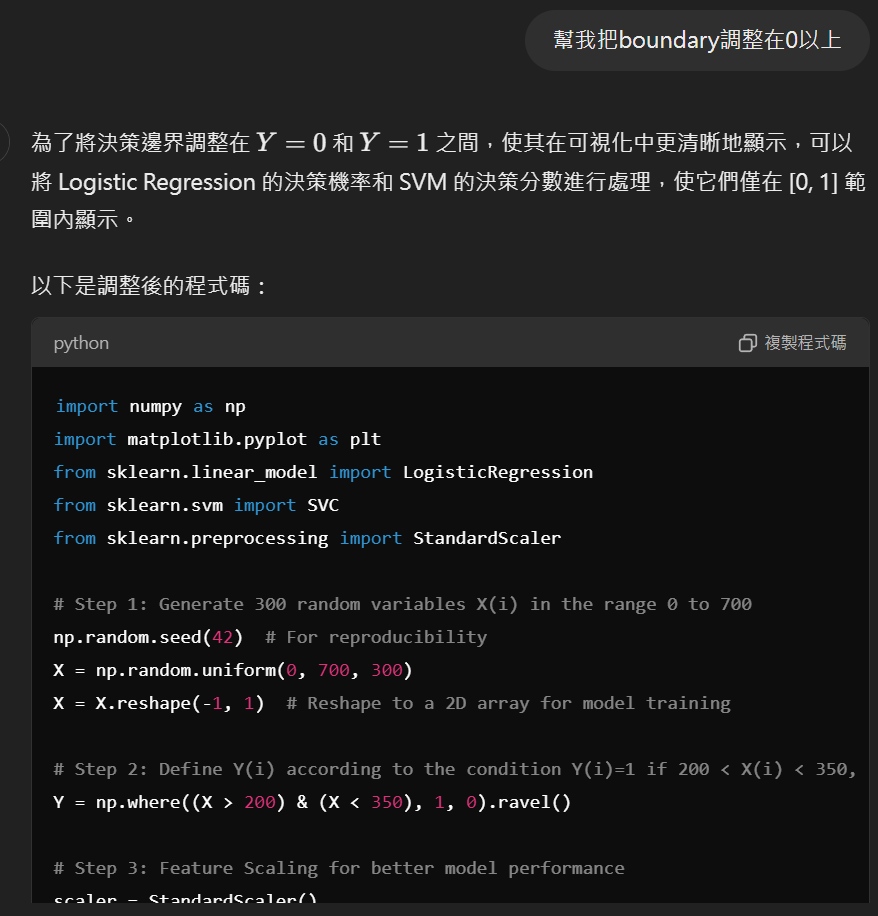 幫我把boundary調整在0以上
為了將決策邊界調整在 Y = 0 和 Y = 1 之間，使其在可視化中更清晰地顯示，可以
將 Logistic Regression 的決策機率和 SVM 的決策分數進行處理，使它們僅在 [0, 1] 範
圍內顯示。
以下是調整後的程式碼：
python 複製程式碼
import numpy as np
import matplotlib.pyplot as plt
from sklearn.linear_model import LogisticRegression
from sklearn.svm import SVC
from sklearn.preprocessing import StandardScaler
# Step 1: Generate 300 random variables X(i) in the range 0 to 700
np.random.seed(42)  # For reproducibility
X = np.random.uniform(0, 700, 300)
X = X.reshape(-1, 1)  # Reshape to a 2D array for model training
# Step 2: Define Y(i) according to the condition Y(i)=1 if 200 < X(i) < 350,
Y = np.where((X > 200) & (X < 350), 1, 0).ravel()
# Step 3: Feature Scaling for better model performance
scaler = StandardScaler()